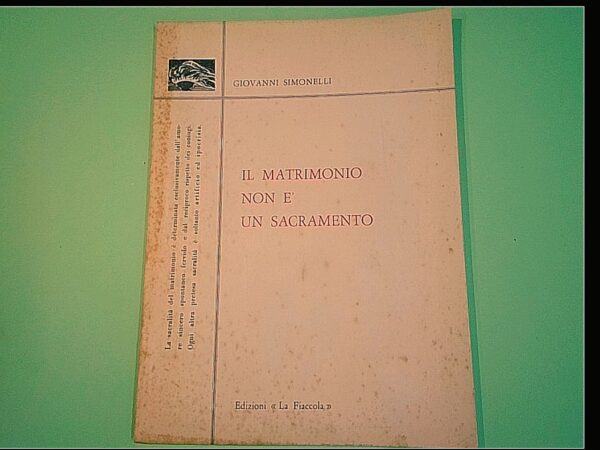 GIOVANNI SIMONELLI
IL MATRIMONIO
NON E'
UN SACRAMENTO
La sacralità del matrimonio è determinata esclusivamente dall'amo-
re sincero spontaneo fervido e dal reciproco rispetto dei coniugi.
Ogni altra pretesa sacralità è soltanto artificio ed ipocrisia.
Edizioni « La Fiaccola »